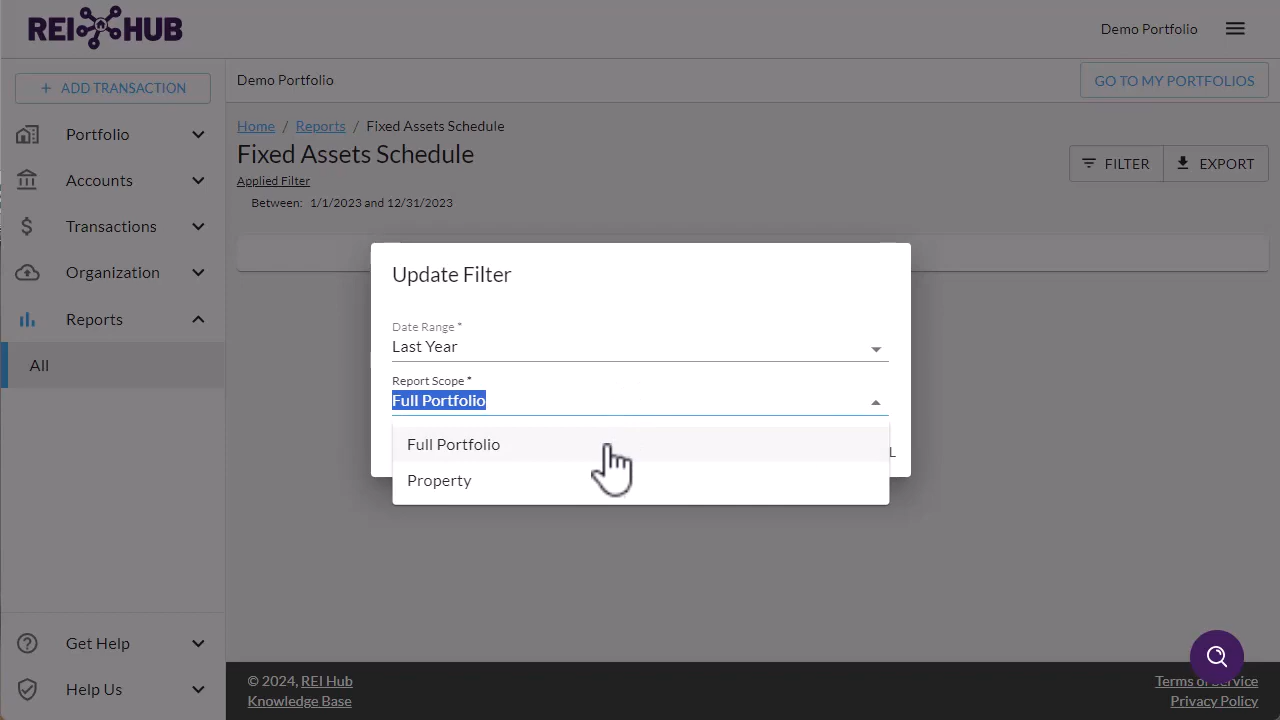 REI HUB
Demo Portfolio
+ ADD TRANSACTION
Demo Portfolio
GO TO MY PORTFOLIOS
Portfolio
Home / Reports / Fixed Assets Schedule
Fixed Assets Schedule
FILTER
EXPORT
Accounts
Applied Filter
Between: 1/1/2023 and 12/31/2023
Transactions
Organization
Reports
All
Update Filter
Date Range *
Last Year
Report Scope *
Full Portfolio
Full Portfolio
L
Property
Get Help
Help Us
© 2024, REI Hub
Knowledge Base
Terms of Service
Privacy Policy